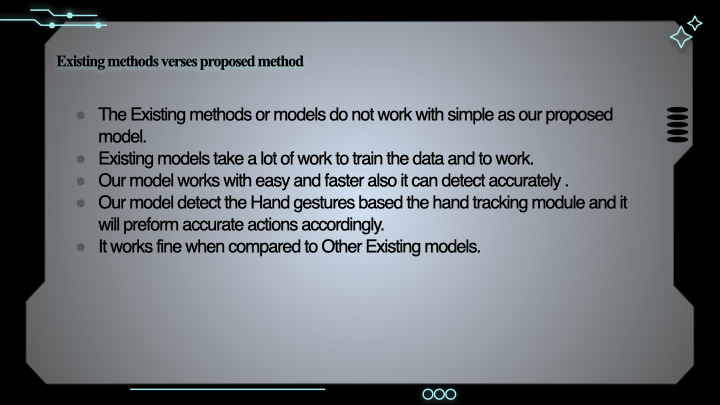 Existing methods verses proposed method
The Existing methods or models do not work with simple as our proposed
model.
Existing models take a lot of work to train the data and to work.
Our model works with easy and faster also it can detect accurately .
Our model detect the Hand gestures based the hand tracking module and it
will preform accurate actions accordingly.
It works fine when compared to Other Existing models.